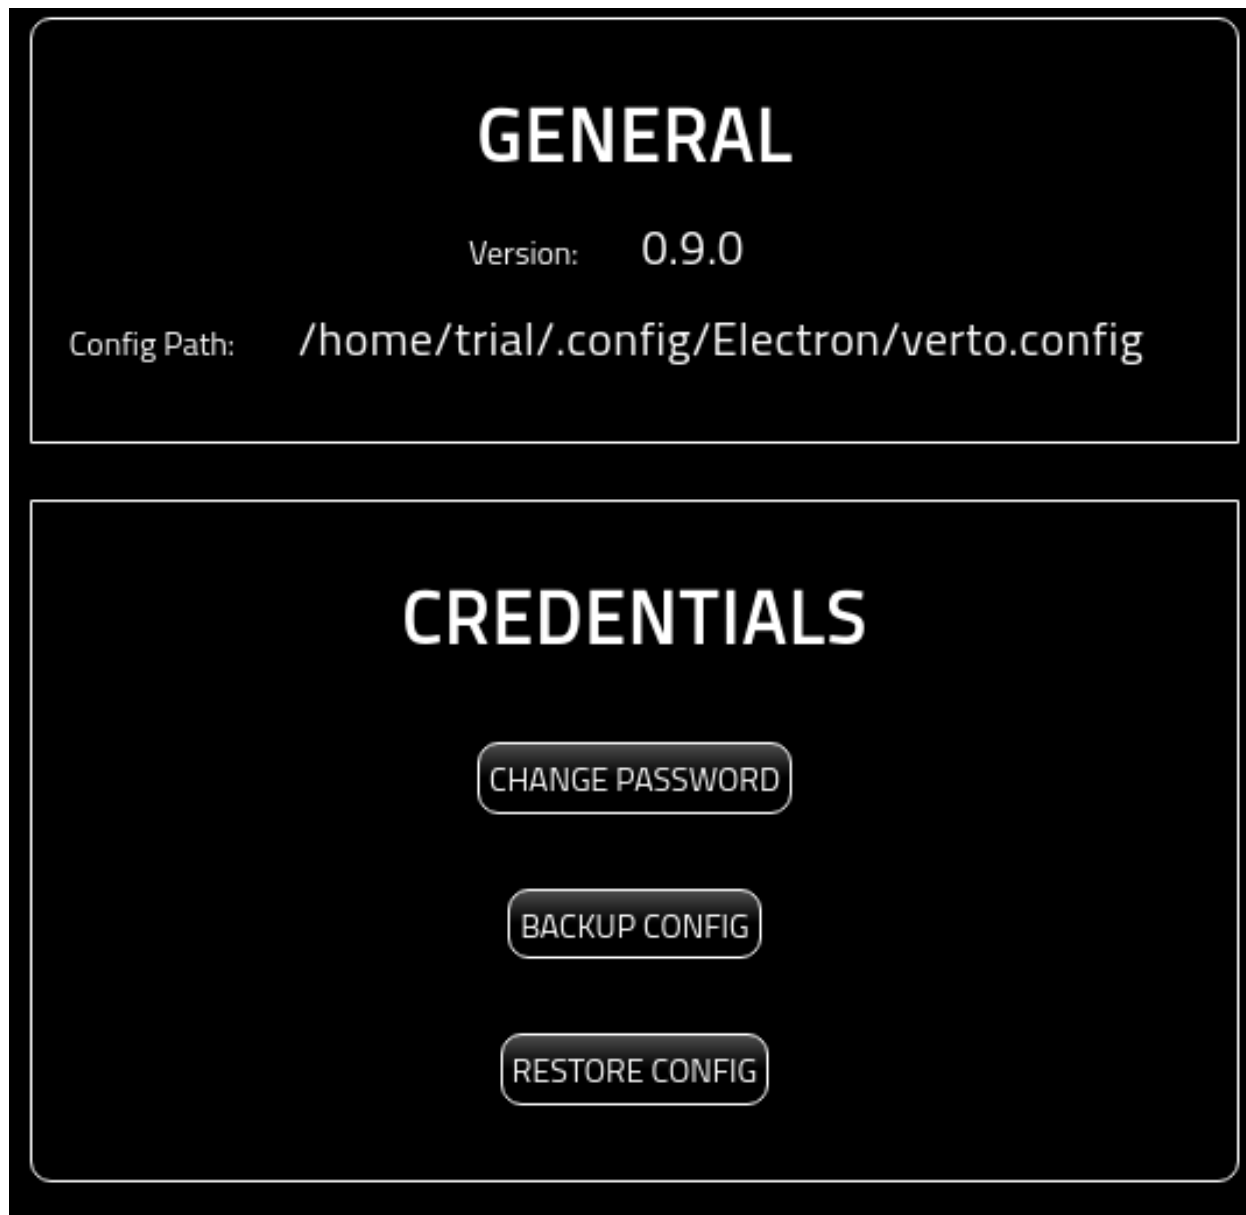 GENERAL
Version: 0.9.0
Config Path: /home/trial/.config/Electron/verto.config
CREDENTIALS
CHANGE PASSWORD
BACKUP CONFIG
RESTORE CONFIG